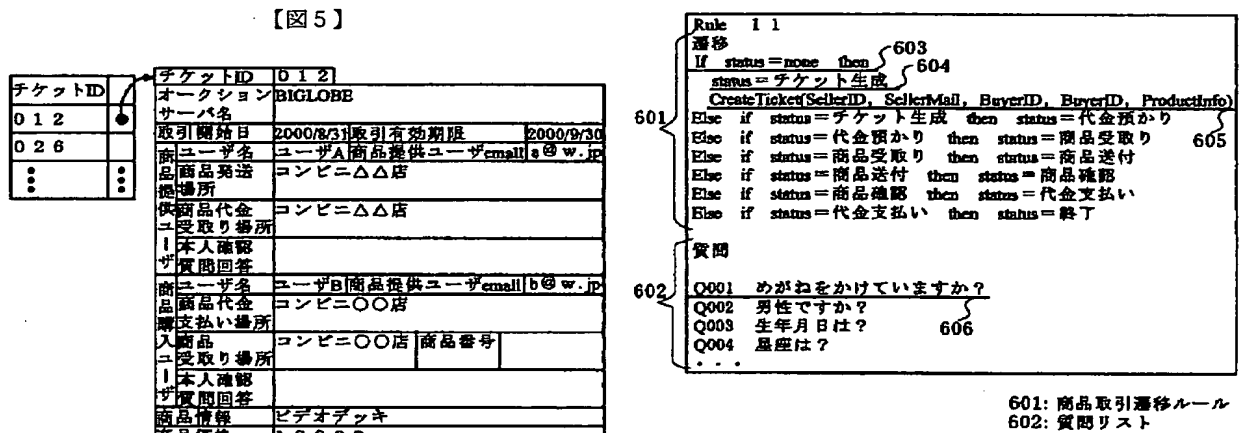 【図5】
チケットID
012
026
チケットID 012
オークションサーバ名 BIGLOBE
取引開始日 2000/8/31 取引有効期限 2000/9/30
商品提供ユーザ
ユーザ名 ユーザA 商品提供ユーザemail a@w.jp
商品発送場所 コンビニ△△店
商品代金受取り場所 コンビニ△△店
本人確認質問回答
商品購入ユーザ
ユーザ名 ユーザB 商品提供ユーザemail b@w.jp
商品代金支払い場所 コンビニ〇〇店
商品受取り場所 コンビニ〇〇店 商品番号
本人確認質問回答
商品情報 ビデオデッキ
Rule 11
遷移
If status=none then 603
status=チケット生成 604
CreateTicket(SellerID, SellerMail, BuyerID, BuyerID, ProductInfo)
601 Else if status=チケット生成 then status=代金預かり
Else if status=代金預かり then status=商品受取り 605
Else if status=商品受取り then status=商品送付
Else if status=商品送付 then status=商品確認
Else if status=商品確認 then status=代金支払い
Else if status=代金支払い then status=終了
質問
602 Q001 めがねをかけていますか?
Q002 男性ですか? 606
Q003 生年月日は?
Q004 星座は?
・・・
601: 商品取引遷移ルール
602: 質問リスト